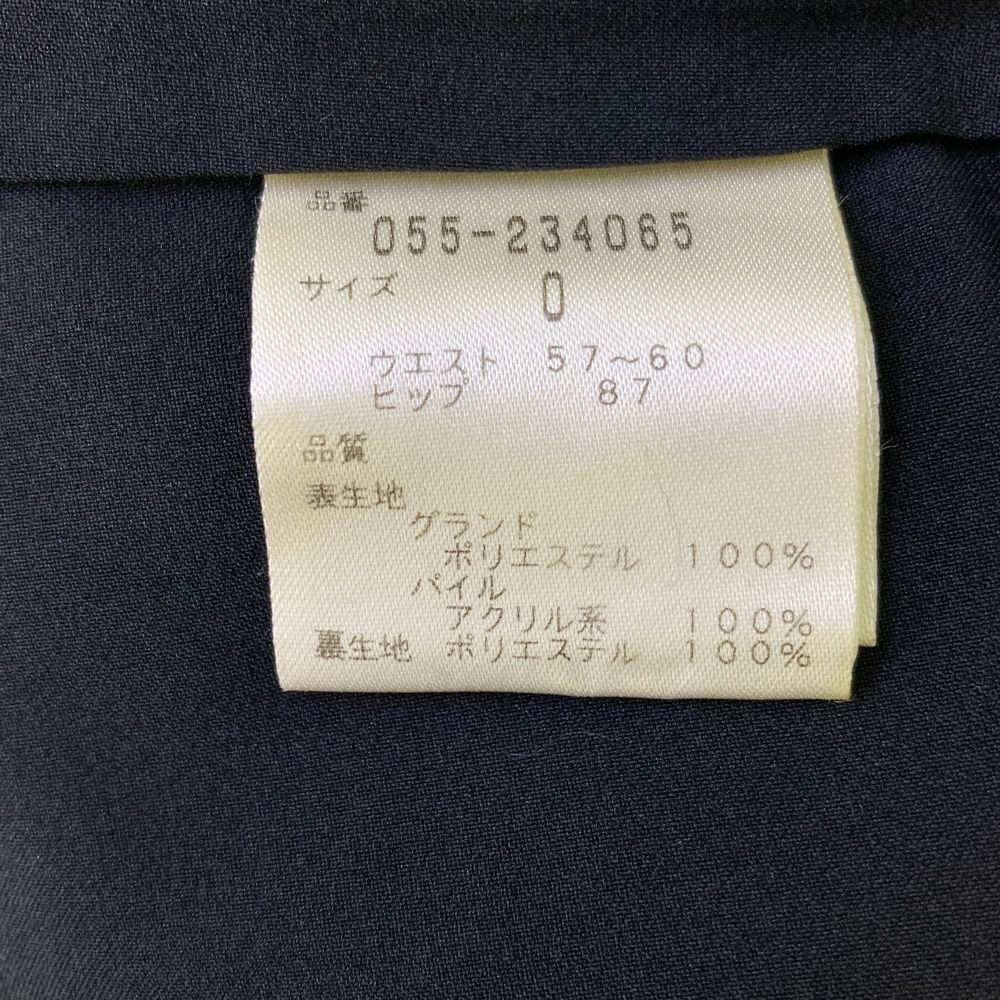 品番
055-234065
サイズ 0
ウエスト 57～60
ヒップ 87
品質
表生地
グランド
ポリエステル 100%
パイル
アクリル系 100%
裏生地 ポリエステル 100%